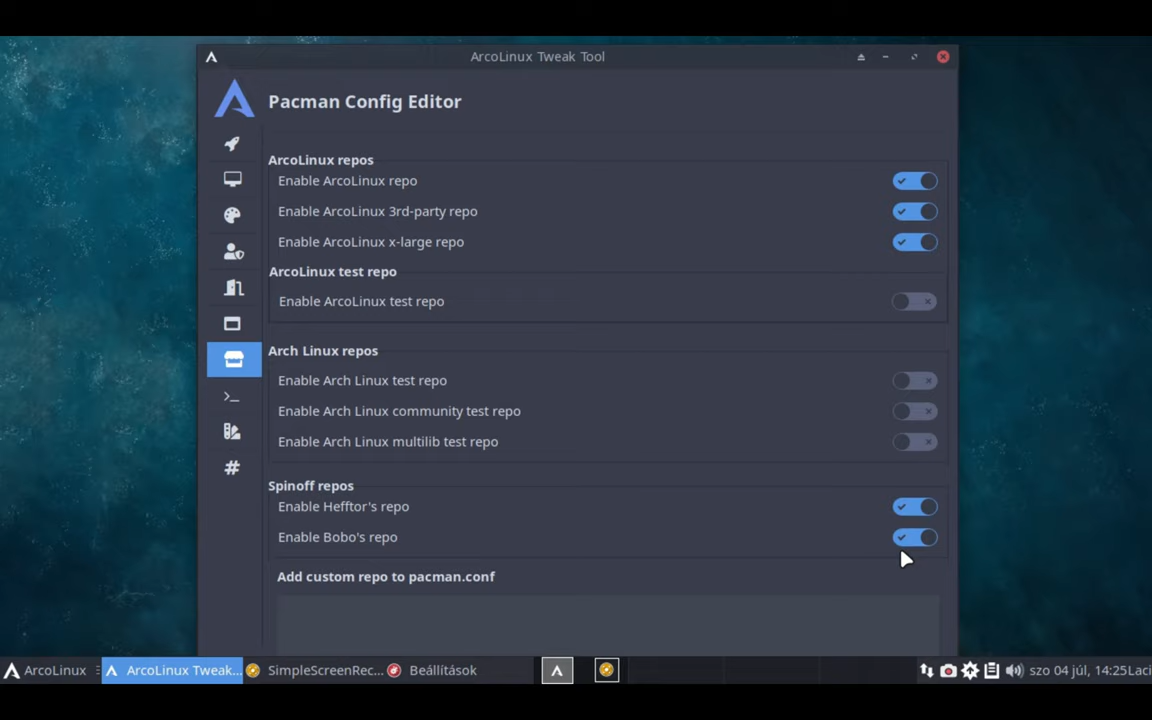 ArcoLinux Tweak Tool
Pacman Config Editor
ArcoLinux repos
Enable ArcoLinux repo
Enable ArcoLinux 3rd-party repo
Enable ArcoLinux x-large repo
ArcoLinux test repo
Enable ArcoLinux test repo
Arch Linux repos
Enable Arch Linux test repo
Enable Arch Linux community test repo
Enable Arch Linux multilib test repo
Spinoff repos
Enable Hefftor's repo
Enable Bobo's repo
Add custom repo to pacman.conf
ArcoLinux ArcoLinux Tweak... SimpleScreenRec... Beállítások szo 04 júl, 14:25 Laci